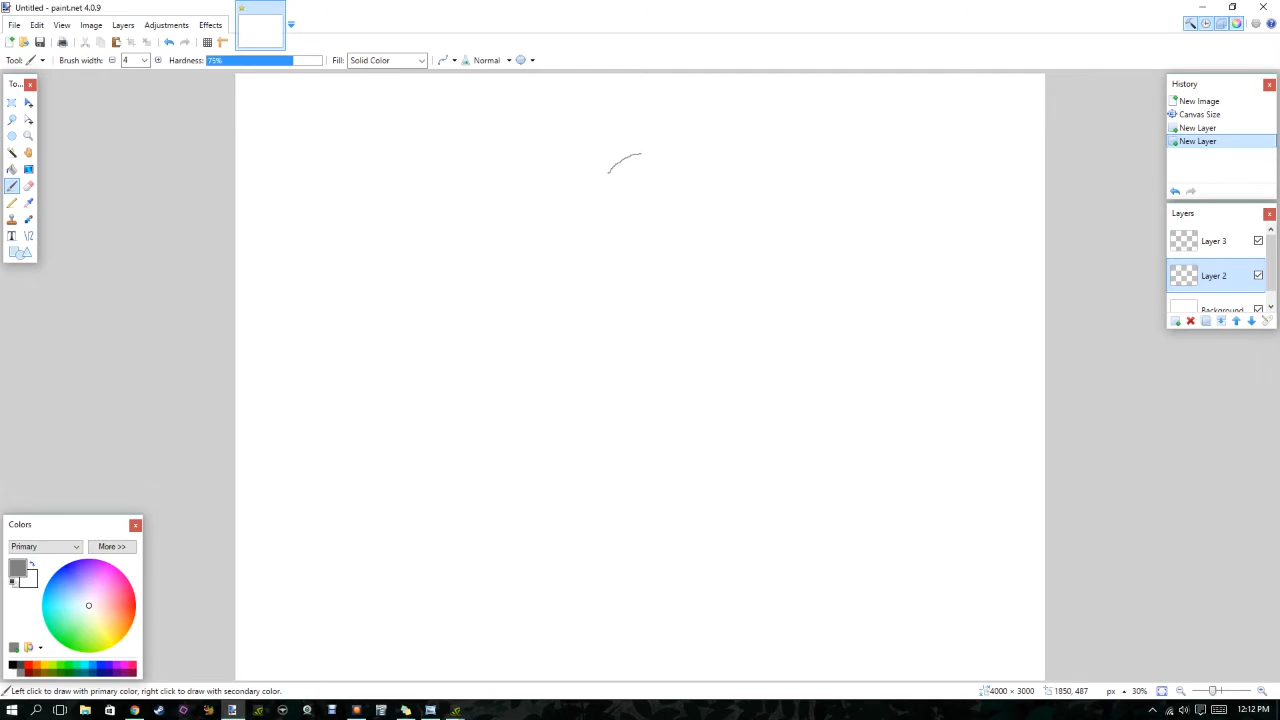 Untitled - paint.net 4.0.9
File Edit View Image Layers Adjustments Effects
Tool: Brush width: 4 Hardness: 75% Fill: Solid Color Normal
To...
History
New Image
Canvas Size
New Layer
New Layer
Layers
Layer 3
Layer 2
Background
Colors
Primary More >>
Left click to draw with primary color, right click to draw with secondary color. 4000 × 3000 1850, 487 px 30%
12:12 PM